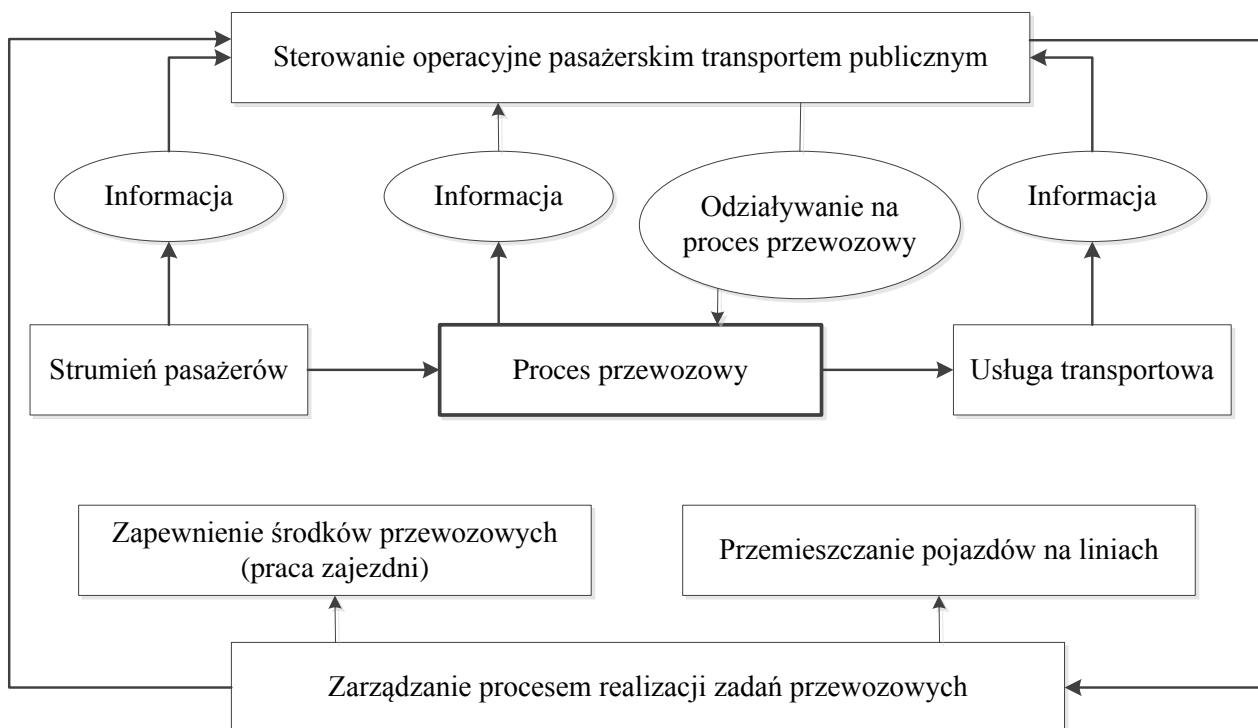 Sterowanie operacyjne pasażerskim transportem publicznym
Informacja
Informacja
Odziaływanie na
proces przewozowy
Informacja
Strumień pasażerów
Proces przewozowy
Usługa transportowa
Zapewnienie środków przewozowych
(praca zajezdni)
Przemieszczanie pojazdów na liniach
Zarządzanie procesem realizacji zadań przewozowych